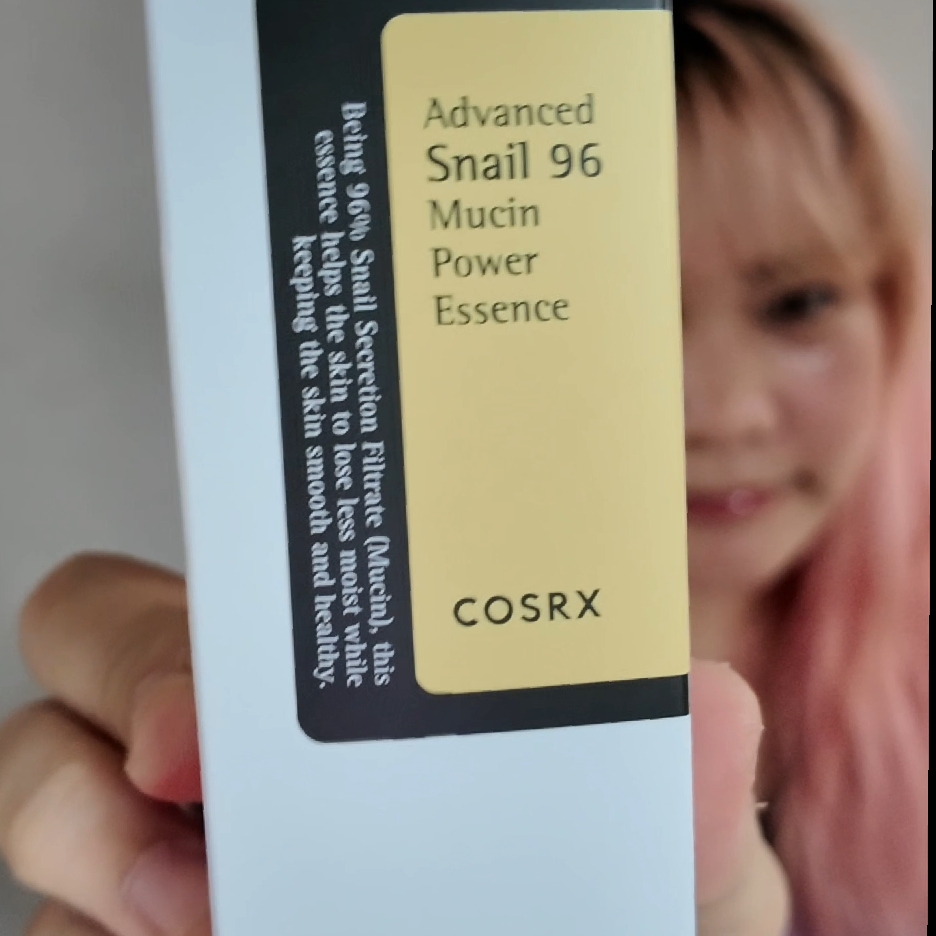 Advanced
Snail 96
Mucin
Power
Essence
COSRX
Being 96% Snail Secretion Filtrate (Mucin), this
essence helps the skin to lose less moist while
keeping the skin smooth and healthy.